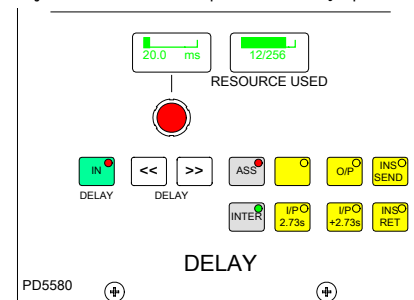 20.0 ms
12/256
RESOURCE USED
IN
<<
>>
ASS
O/P
INS SEND
DELAY
DELAY
INTER
I/P 2.73s
I/P +2.73s
INS RET
DELAY
PD5580